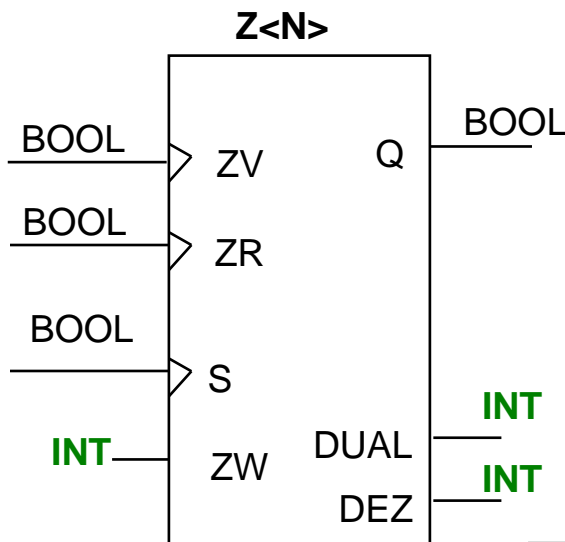 Z<N>
BOOL
ZV
Q
BOOL
BOOL
ZR
BOOL
S
INT
ZW
DUAL
INT
DEZ
INT